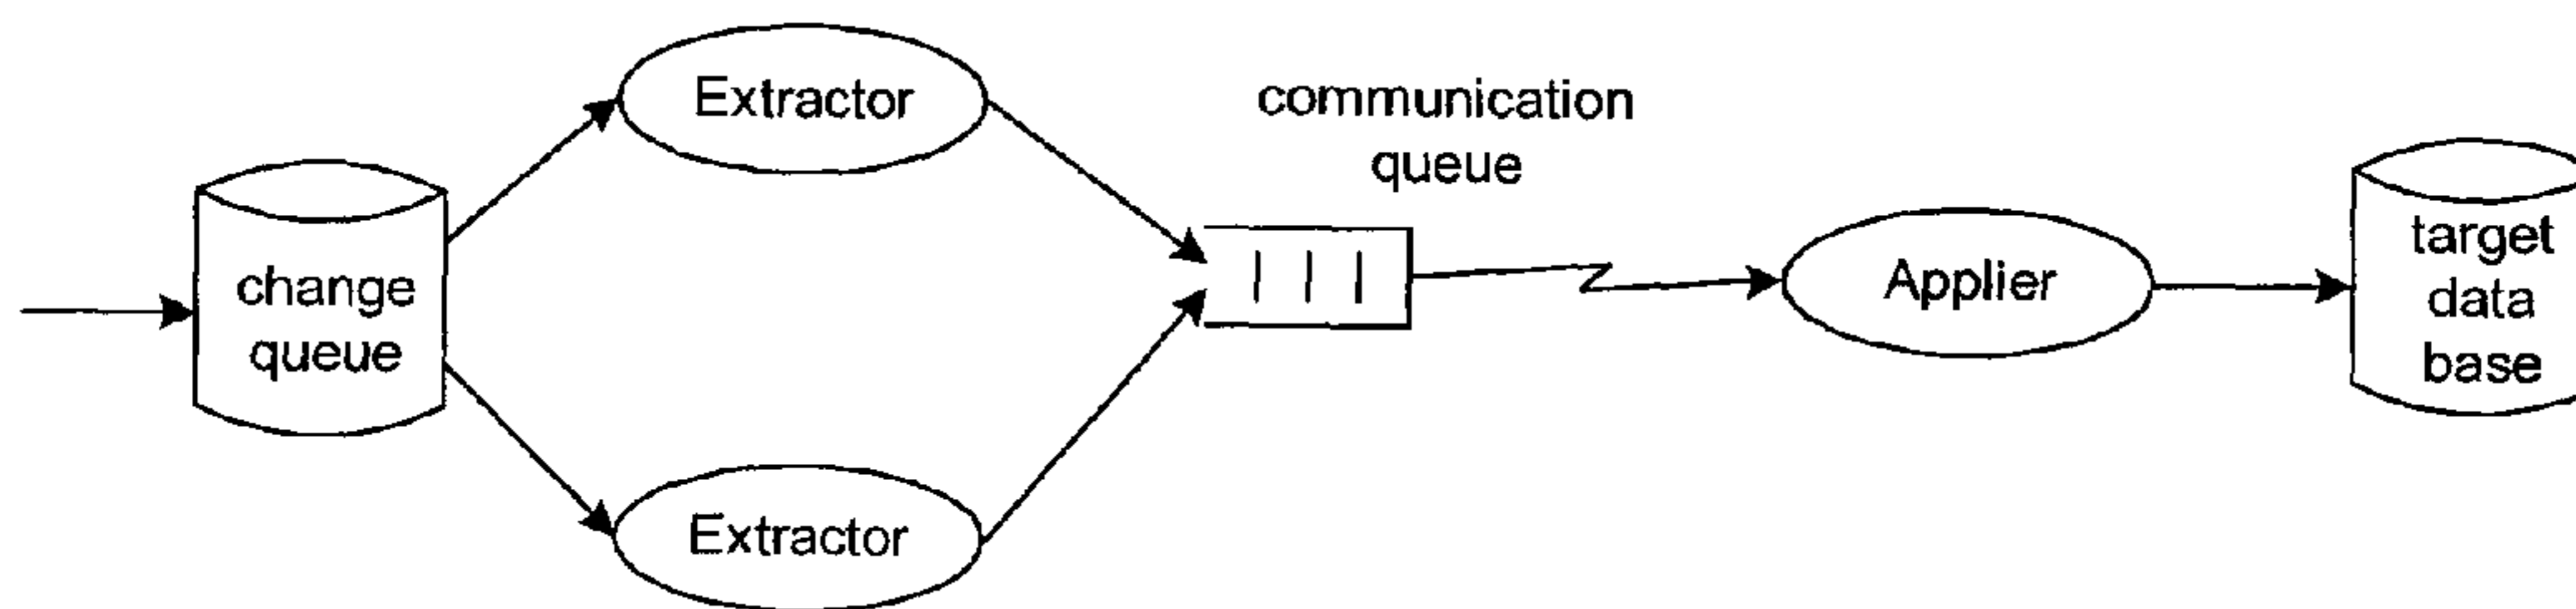 Extractor
communication
queue
change
queue
Applier
target
data
base
Extractor